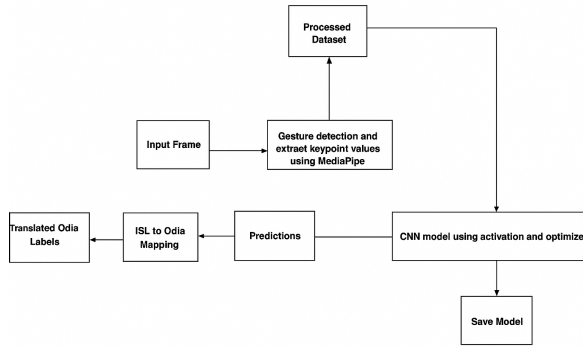 Processed
Dataset
Input Frame
Gesture detection and
extraet keypoint values
using MediaPipe
Translated Odia
Labels
ISL to Odia
Mapping
Predictions
CNN model using activation and optimize
Save Model